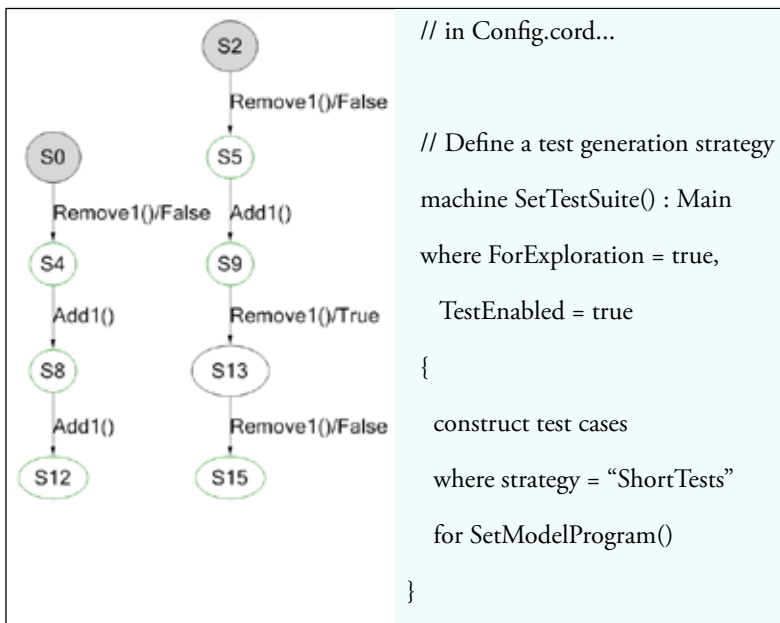 S2
Remove1()/False
S0
S5
Remove1()/False
Add1()
S4
S9
Add1()
Remove1()/True
S8
S13
Add1()
Remove1()/False
S12
S15
// in Config.cord...
// Define a test generation strategy
machine SetTestSuite() : Main
where ForExploration = true,
TestEnabled = true
{
construct test cases
where strategy = “ShortTests”
for SetModelProgram()
}